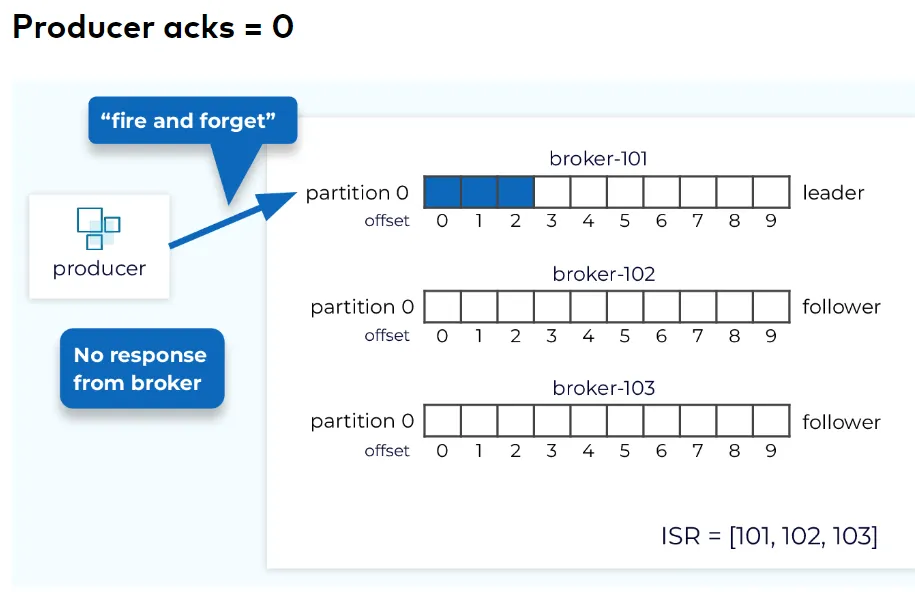 Producer acks = 0
“fire and forget”
broker-101
partition 0
leader
offset 0 1 2 3 4 5 6 7 8 9
producer
broker-102
partition 0
follower
offset 0 1 2 3 4 5 6 7 8 9
No response
from broker
broker-103
partition 0
follower
offset 0 1 2 3 4 5 6 7 8 9
ISR = [101, 102, 103]